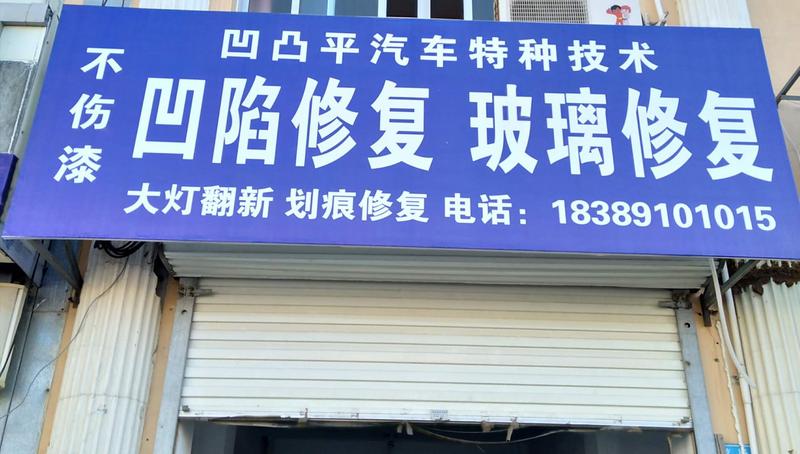 凹凸平汽车特种技术
不伤漆
凹陷修复 玻璃修复
大灯翻新 划痕修复 电话：18389101015